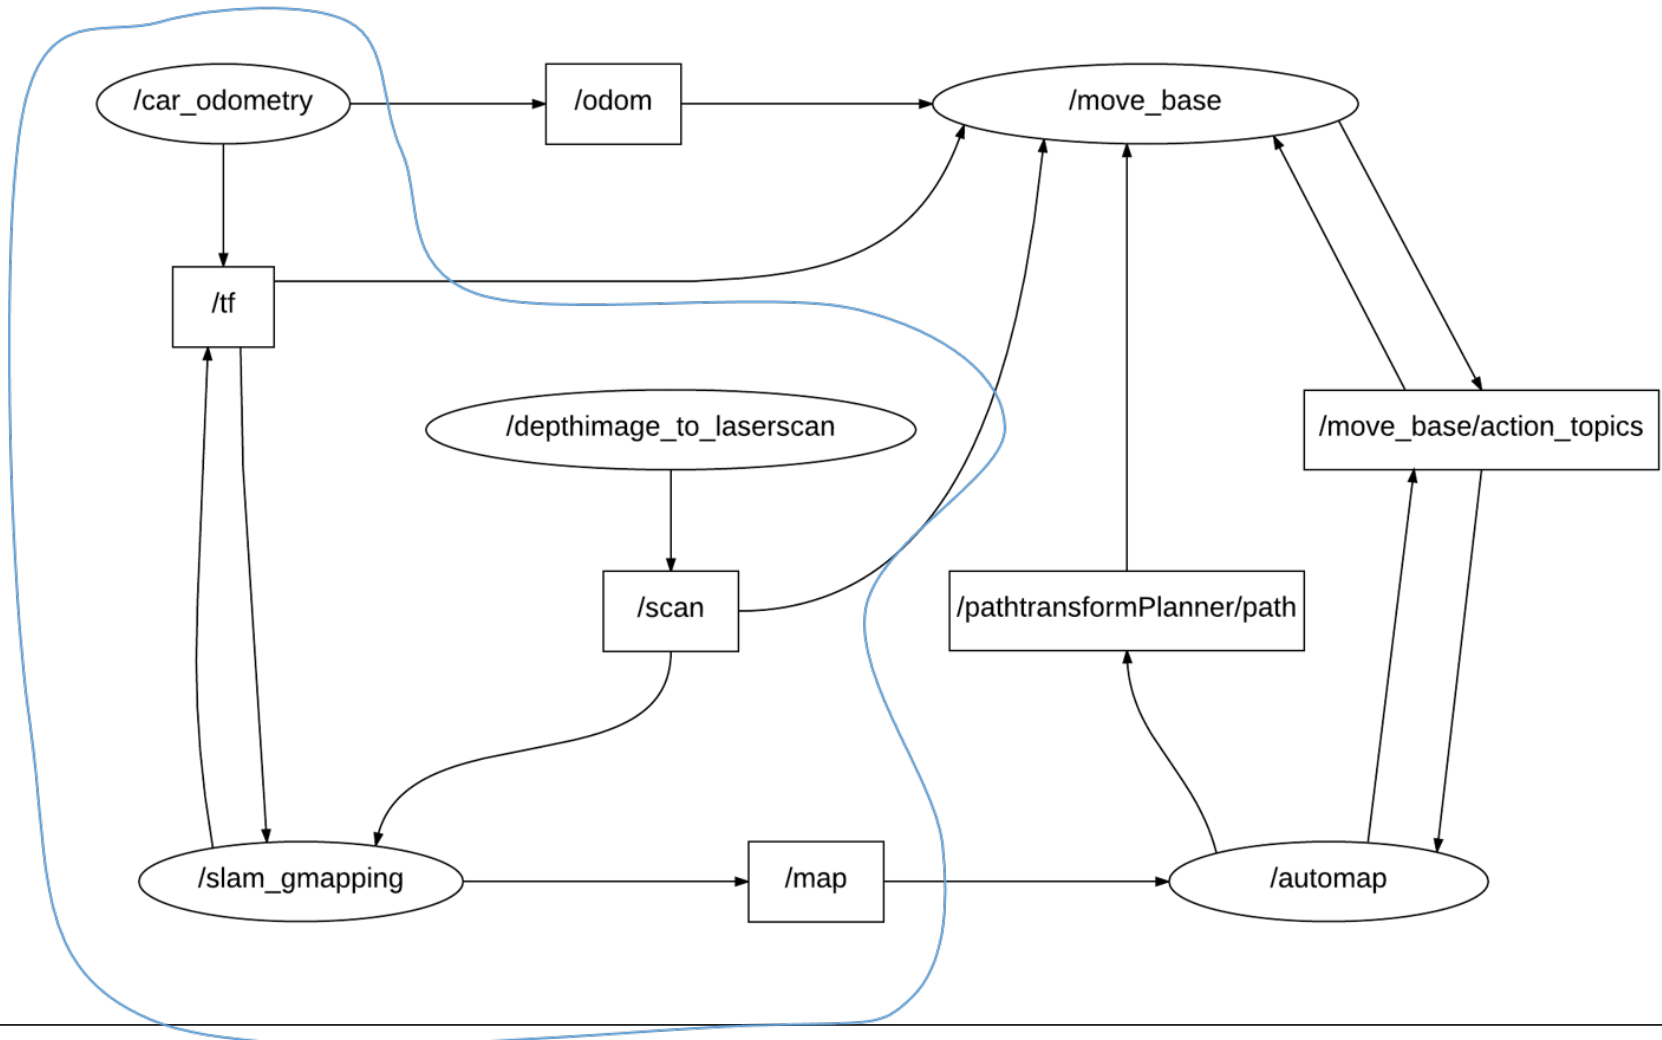 /car_odometry
/odom
/move_base
/tf
/depthimage_to_laserscan
/move_base/action_topics
/scan
/pathtransformPlanner/path
/slam_gmapping
/map
/automap